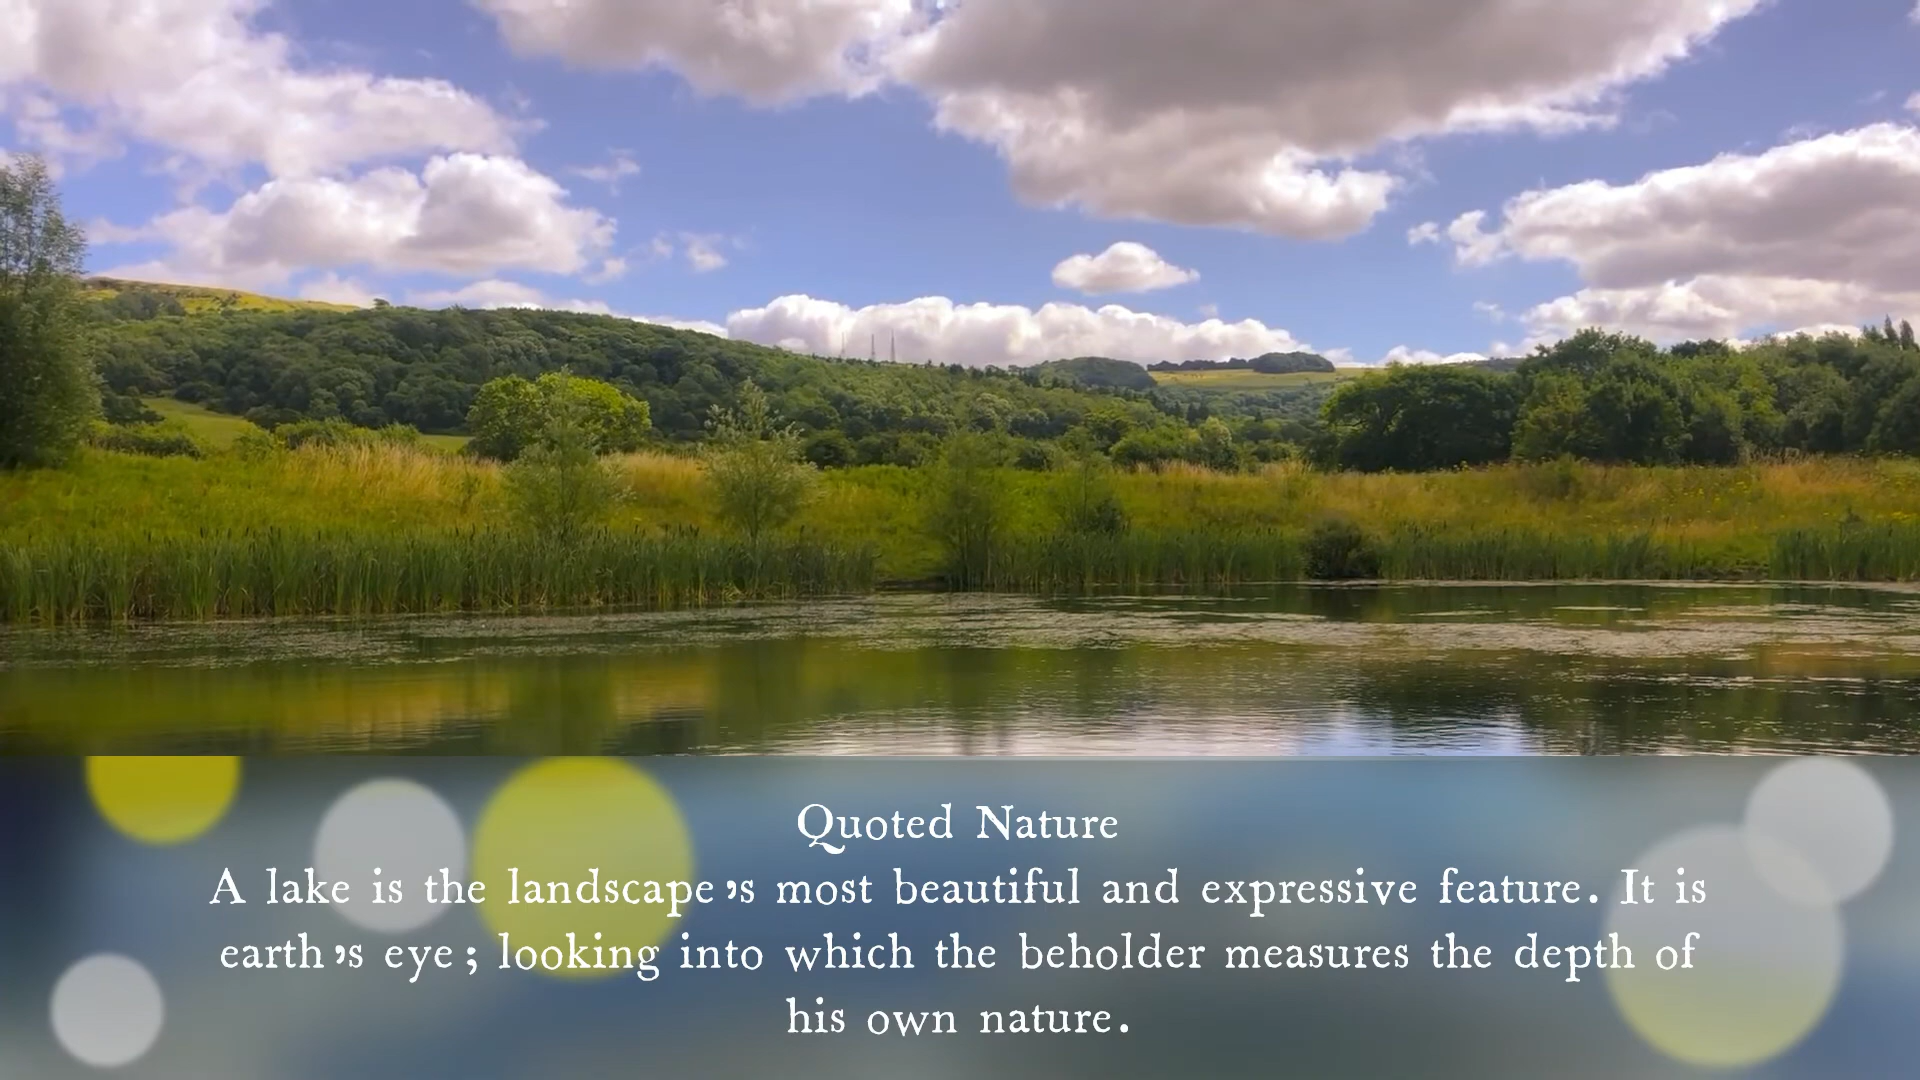 Quoted Nature
A lake is the landscape's most beautiful and expressive feature. It is
earth's eye; looking into which the beholder measures the depth of
his own nature.